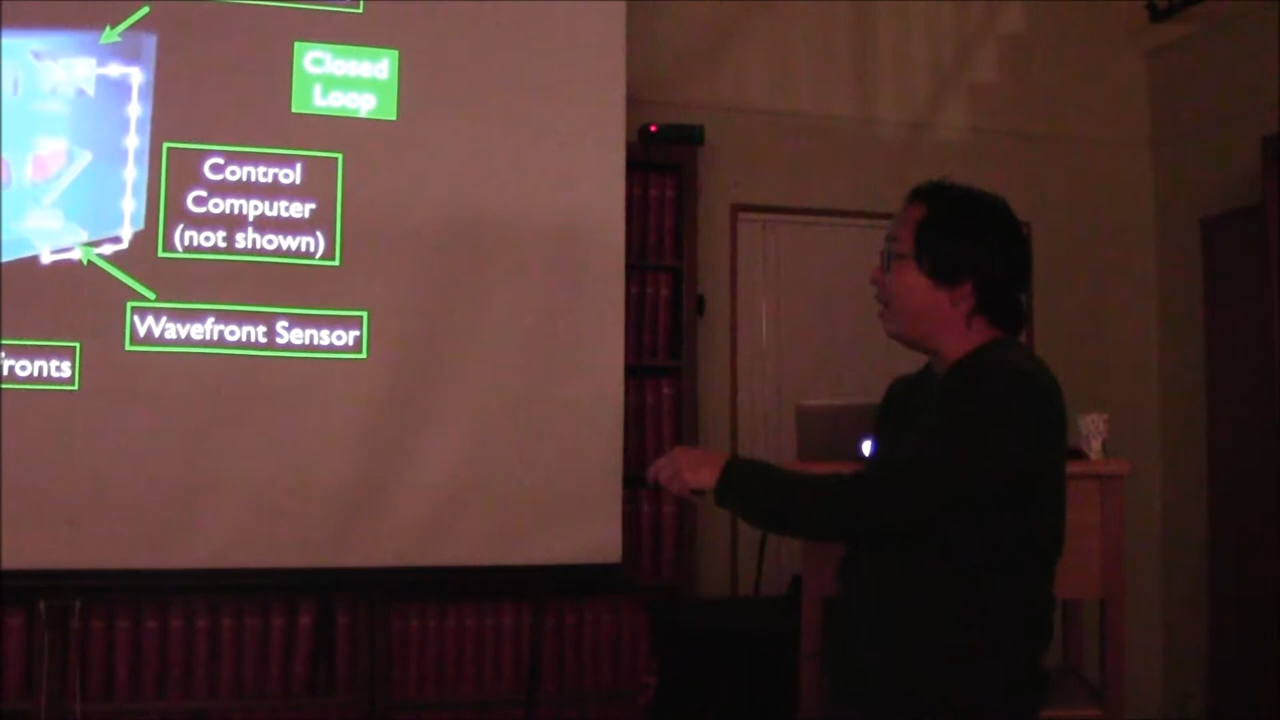 Closed
Loop
Control
Computer
(not shown)
Wavefront Sensor
fronts